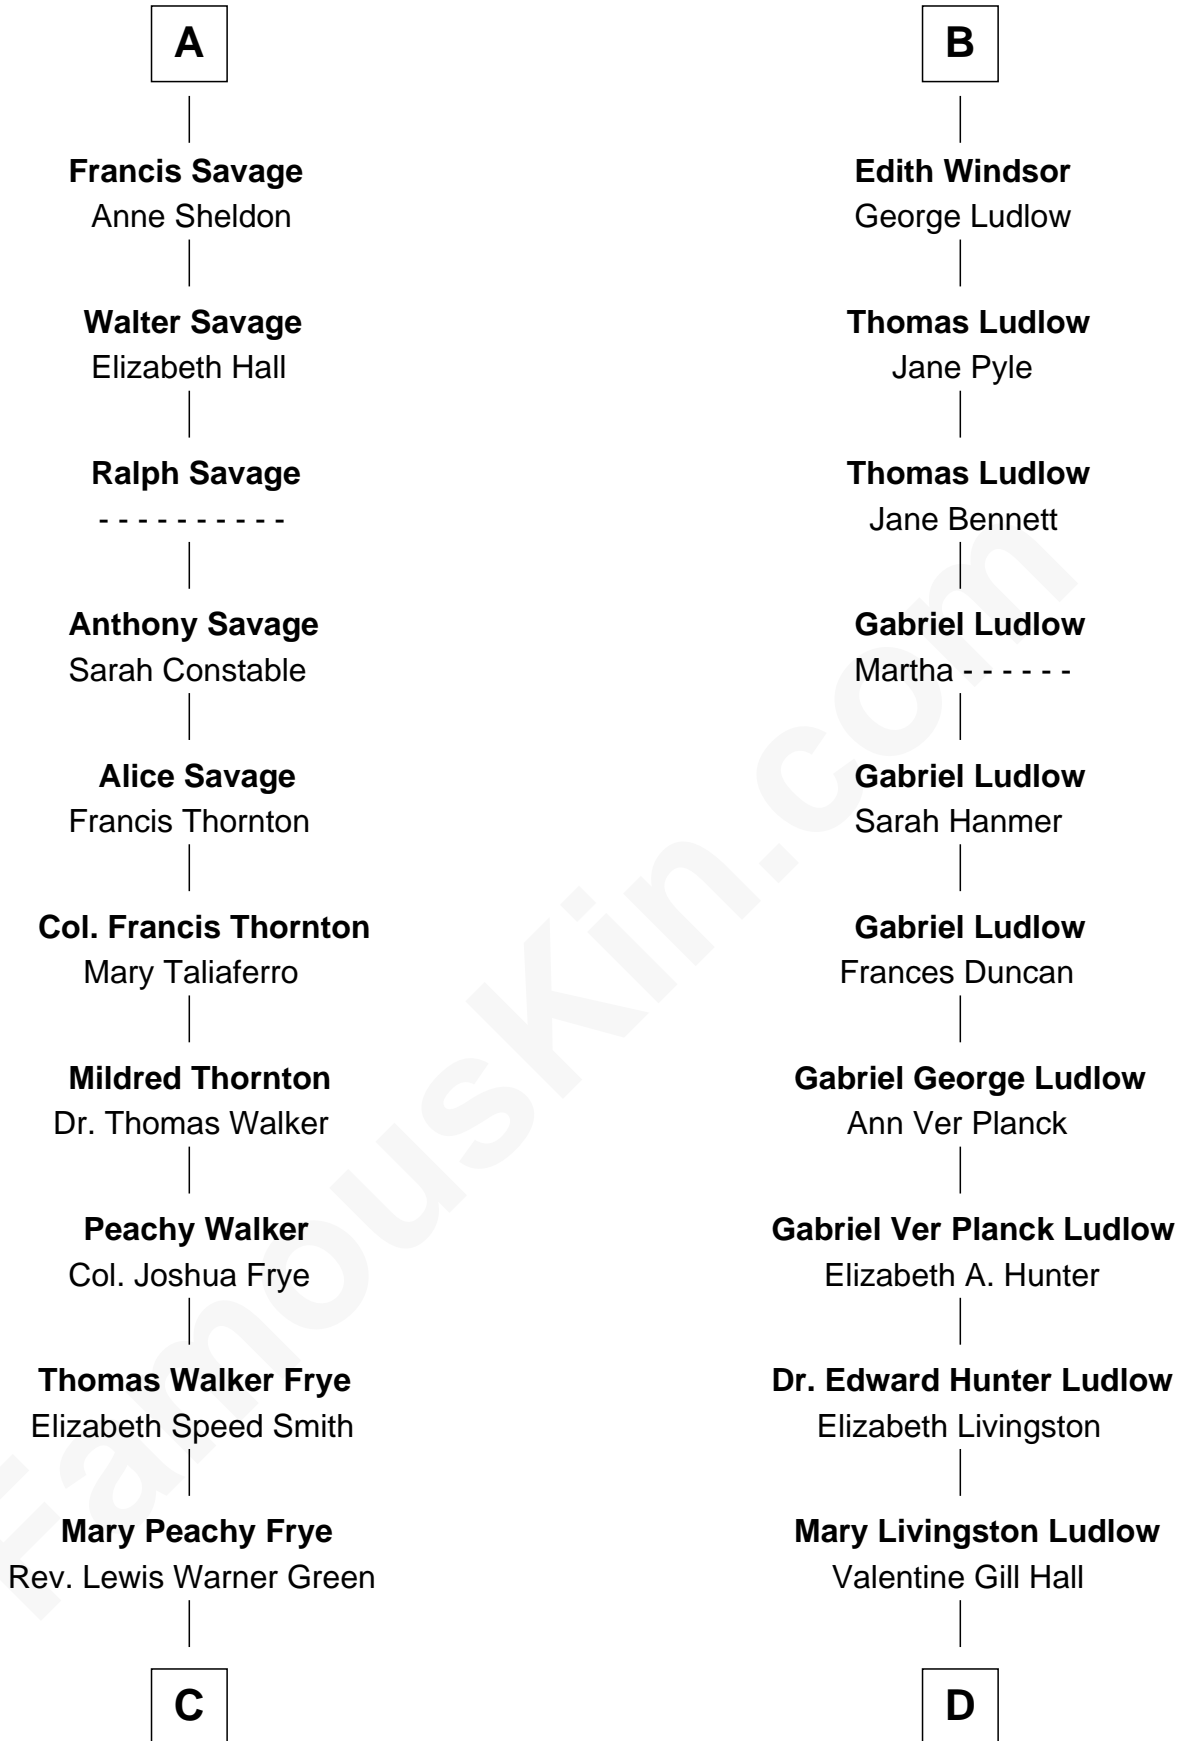 A
Francis Savage
Anne Sheldon
Walter Savage
Elizabeth Hall
Ralph Savage
- - - - - - - - - -
Anthony Savage
Sarah Constable
Alice Savage
Francis Thornton
Col. Francis Thornton
Mary Taliaferro
Mildred Thornton
Dr. Thomas Walker
Peachy Walker
Col. Joshua Frye
Thomas Walker Frye
Elizabeth Speed Smith
Mary Peachy Frye
Rev. Lewis Warner Green
C
B
Edith Windsor
George Ludlow
Thomas Ludlow
Jane Pyle
Thomas Ludlow
Jane Bennett
Gabriel Ludlow
Martha - - - - - -
Gabriel Ludlow
Sarah Hanmer
Gabriel Ludlow
Frances Duncan
Gabriel George Ludlow
Ann Ver Planck
Gabriel Ver Planck Ludlow
Elizabeth A. Hunter
Dr. Edward Hunter Ludlow
Elizabeth Livingston
Mary Livingston Ludlow
Valentine Gill Hall
D
FamousKin.com